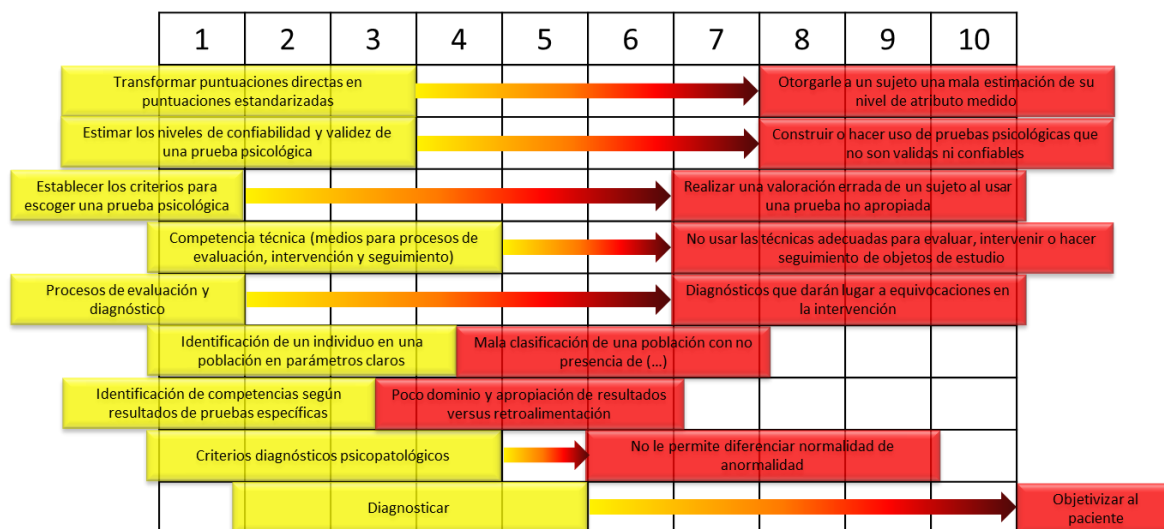 1 2 3 4 5 6 7 8 9 10
Transformar puntuaciones directas en
puntuaciones estandarizadas
Otorgarle a un sujeto una mala estimación de su
nivel de atributo medido
Estimar los niveles de confiabilidad y validez de
una prueba psicológica
Construir o hacer uso de pruebas psicológicas que
no son validas ni confiables
Establecer los criterios para
escoger una prueba psicológica
Realizar una valoración errada de un sujeto al usar
una prueba no apropiada
Competencia técnica (medios para procesos de
evaluación, intervención y seguimiento)
No usar las técnicas adecuadas para evaluar, intervenir o hacer
seguimiento de objetos de estudio
Procesos de evaluación y
diagnóstico
Diagnósticos que darán lugar a equivocaciones en
la intervención
Identificación de un individuo en una
población en parámetros claros
Mala clasificación de una población con no
presencia de (...)
Identificación de competencias según
resultados de pruebas específicas
Poco dominio y apropiación de resultados
versus retroalimentación
Criterios diagnósticos psicopatológicos
No le permite diferenciar normalidad de
anormalidad
Diagnosticar
Objetivizar al
paciente